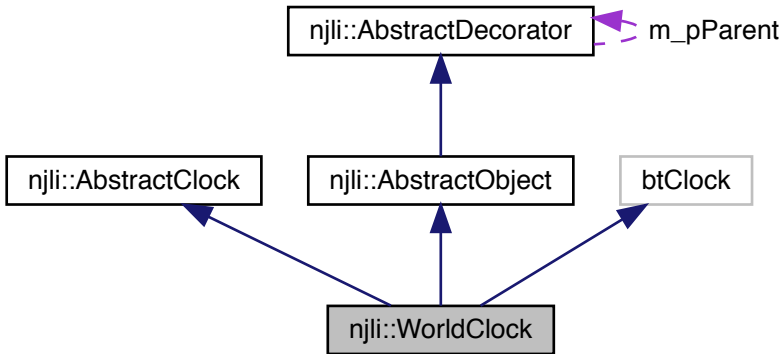 njli::AbstractDecorator
m_pParent
njli::AbstractClock
njli::AbstractObject
btClock
njli::WorldClock